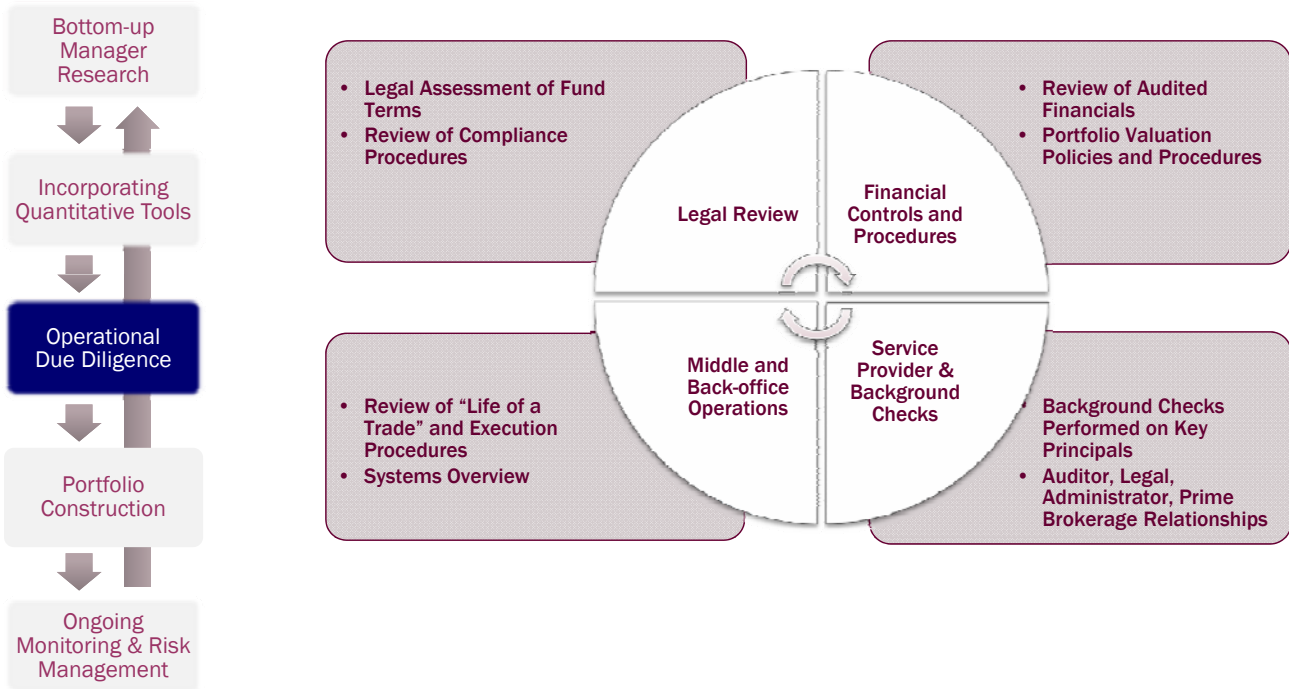 Bottom-up
Manager
Research
Incorporating
Quantitative Tools
Operational
Due Diligence
Portfolio
Construction
Ongoing
Monitoring & Risk
Management
• Legal Assessment of Fund
Terms
• Review of Compliance
Procedures
Legal Review
• Review of Audited
Financials
• Portfolio Valuation
Policies and Procedures
Financial
Controls and
Procedures
• Review of “Life of a
Trade” and Execution
Procedures
• Systems Overview
Middle and
Back-office
Operations
Service
Provider &
Background
Checks
• Background Checks
Performed on Key
Principals
• Auditor, Legal,
Administrator, Prime
Brokerage Relationships